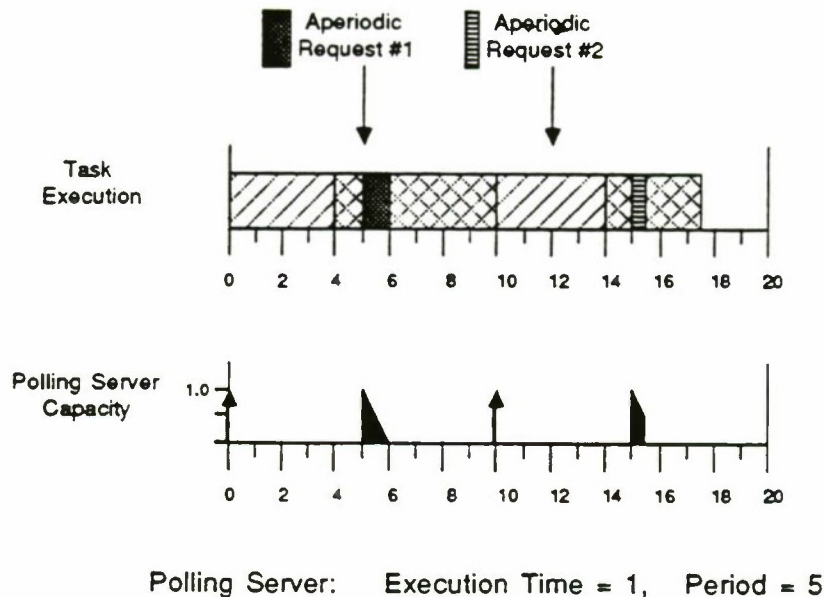 Aperiodic
Request #1
Aperiodic
Request #2
Task
Execution
0 2 4 6 8 10 12 14 16 18 20
Polling Server
Capacity
1.0
0 2 4 6 8 10 12 14 16 18 20
Polling Server: Execution Time = 1, Period = 5